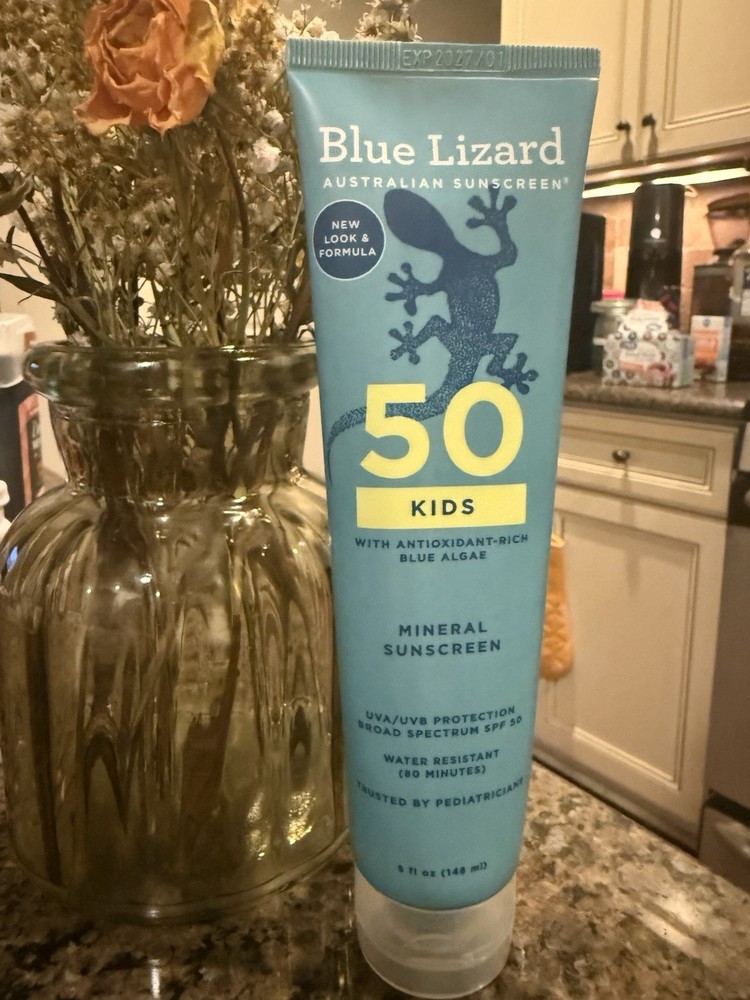 EXP 2027/01
Blue Lizard
AUSTRALIAN SUNSCREEN®
NEW
LOOK &
FORMULA
50
KIDS
WITH ANTIOXIDANT-RICH
BLUE ALGAE
MINERAL
SUNSCREEN
UVA/UVB PROTECTION
BROAD SPECTRUM SPF 50
WATER RESISTANT
(80 MINUTES)
TRUSTED BY PEDIATRICIANS
5 fl oz (148 ml)